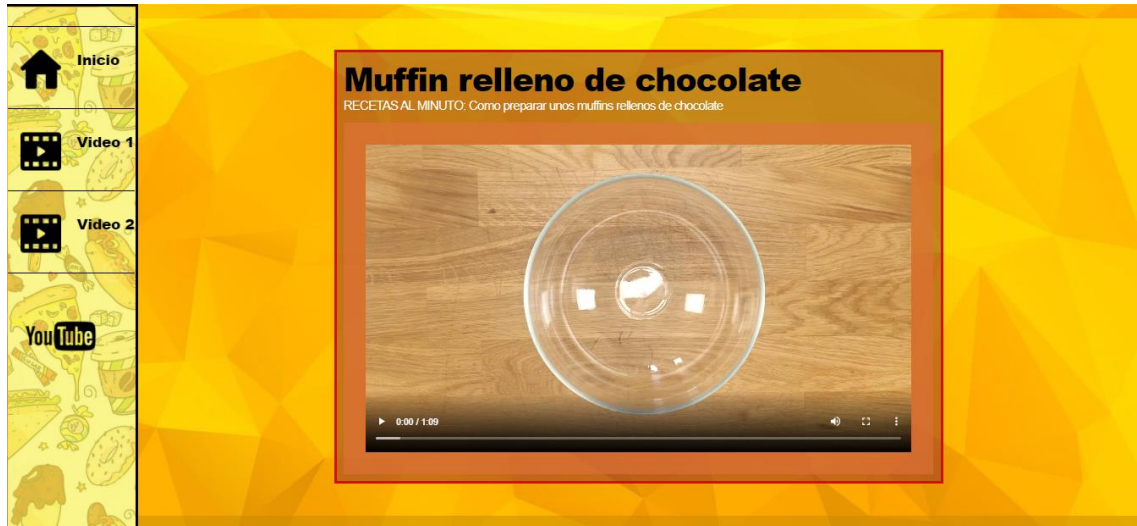 Inicio
Video 1
Video 2
YouTube
Muffin relleno de chocolate
RECETAS AL MINUTO: Como preparar unos muffins rellenos de chocolate
0:00 / 1:09